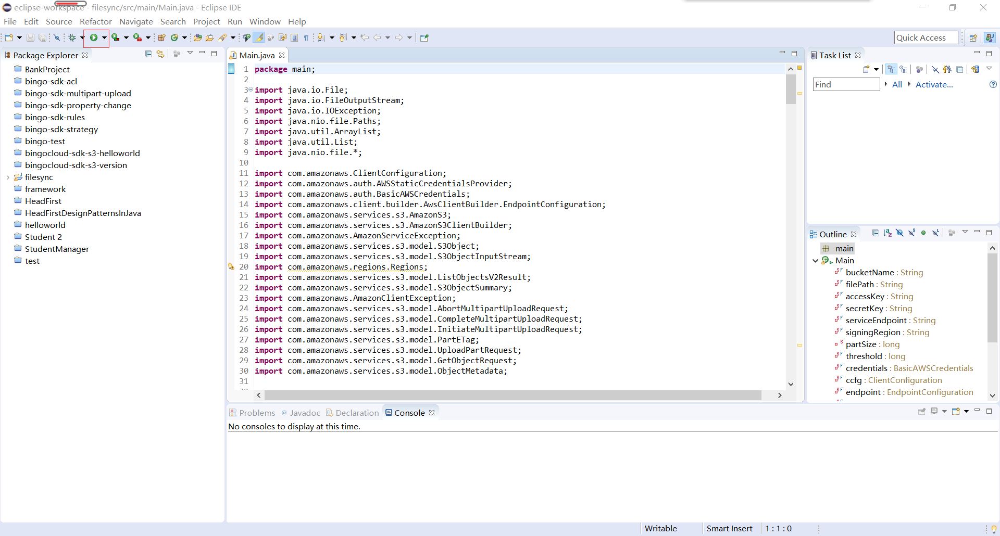 eclipse-workspace - filesync/src/main/Main.java - Eclipse IDE
File Edit Source Refactor Navigate Search Project Run Window Help
Quick Access
Package Explorer
BankProject
bingo-sdk-acl
bingo-sdk-multipart-upload
bingo-sdk-property-change
bingo-sdk-rules
bingo-sdk-strategy
bingo-test
bingocloud-sdk-s3-helloworld
bingocloud-sdk-s3-version
filesync
framework
HeadFirst
HeadFirstDesignPatternsInJava
helloworld
Student 2
StudentManager
test
Main.java
1 package main;
2
3 import java.io.File;
4 import java.io.FileOutputStream;
5 import java.io.IOException;
6 import java.nio.file.Paths;
7 import java.util.ArrayList;
8 import java.util.List;
9 import java.nio.file.*;
10
11 import com.amazonaws.ClientConfiguration;
12 import com.amazonaws.auth.AWSStaticCredentialsProvider;
13 import com.amazonaws.auth.BasicAWSCredentials;
14 import com.amazonaws.client.builder.AwsClientBuilder.EndpointConfiguration;
15 import com.amazonaws.services.s3.AmazonS3;
16 import com.amazonaws.services.s3.AmazonS3ClientBuilder;
17 import com.amazonaws.AmazonServiceException;
18 import com.amazonaws.services.s3.model.S3Object;
19 import com.amazonaws.services.s3.model.S3ObjectInputStream;
20 import com.amazonaws.regions.Regions;
21 import com.amazonaws.services.s3.model.ListObjectsV2Result;
22 import com.amazonaws.services.s3.model.S3ObjectSummary;
23 import com.amazonaws.AmazonClientException;
24 import com.amazonaws.services.s3.model.AbortMultipartUploadRequest;
25 import com.amazonaws.services.s3.model.CompleteMultipartUploadRequest;
26 import com.amazonaws.services.s3.model.InitiateMultipartUploadRequest;
27 import com.amazonaws.services.s3.model.PartETag;
28 import com.amazonaws.services.s3.model.UploadPartRequest;
29 import com.amazonaws.services.s3.model.GetObjectRequest;
30 import com.amazonaws.services.s3.model.ObjectMetadata;
31
Task List
Find All Activate...
Outline
main
Main
bucketName : String
filePath : String
accessKey : String
secretKey : String
serviceEndpoint : String
signingRegion : String
partSize : long
threshold : long
credentials : BasicAWSCredentials
ccfg : ClientConfiguration
endpoint : EndpointConfiguration
Problems @ Javadoc Declaration Console
No consoles to display at this time.
Writable Smart Insert 1 : 1 : 0